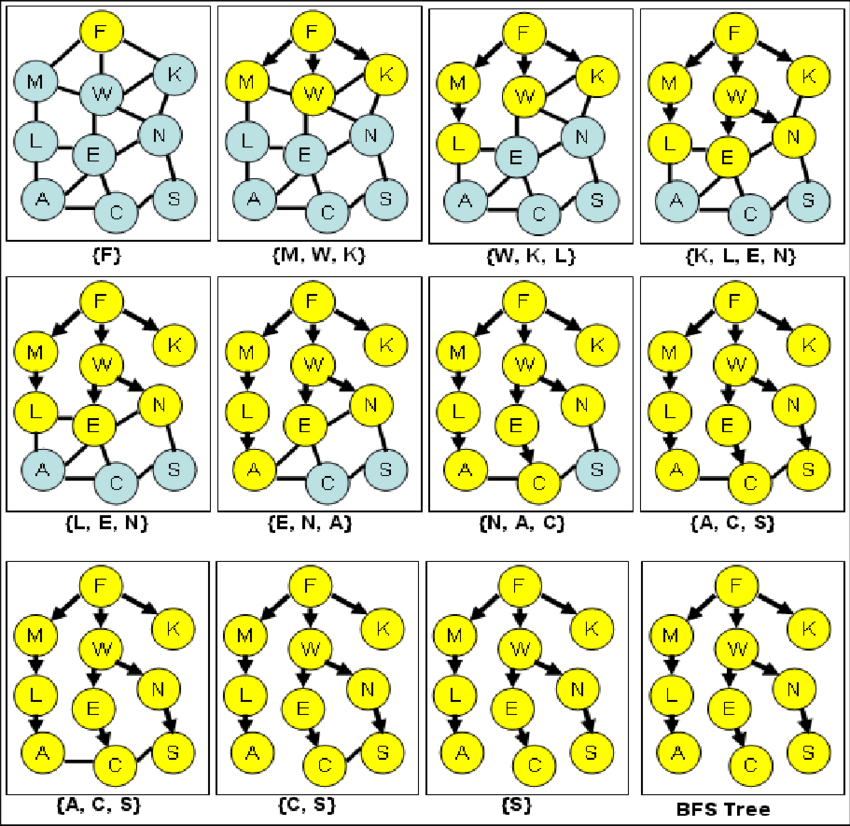 F
M W K
L E N
A C S
{F}
F
M W K
L E N
A C S
{M, W, K}
F
M W K
L E N
A C S
{W, K, L}
F
M W K
L E N
A C S
{K, L, E, N}
F
M W K
L E N
A C S
{L, E, N}
F
M W K
L E N
A C S
{E, N, A}
F
M W K
L E N
A C S
{N, A, C}
F
M W K
L E N
A C S
{A, C, S}
F
M W K
L E N
A C S
{A, C, S}
F
M W K
L E N
A C S
{C, S}
F
M W K
L E N
A C S
{S}
F
M W K
L E N
A C S
BFS Tree